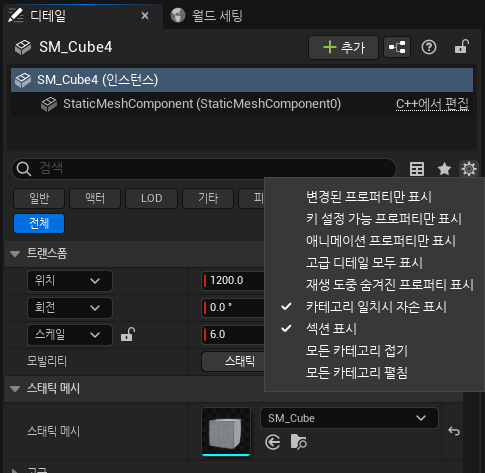 디테일
월드 세팅
SM_Cube4
추가
SM_Cube4 (인스턴스)
StaticMeshComponent (StaticMeshComponent0)
C++에서 편집
검색
일반
액터
LOD
기타
전체
변경된 프로퍼티만 표시
키 설정 가능 프로퍼티만 표시
애니메이션 프로퍼티만 표시
고급 디테일 모두 표시
재생 도중 숨겨진 프로퍼티 표시
카테고리 일치시 자손 표시
섹션 표시
모든 카테고리 접기
모든 카테고리 펼침
트랜스폼
위치
1200.0
회전
0.0 °
스케일
6.0
모빌리티
스태틱
스태틱 메시
스태틱 메시
SM_Cube